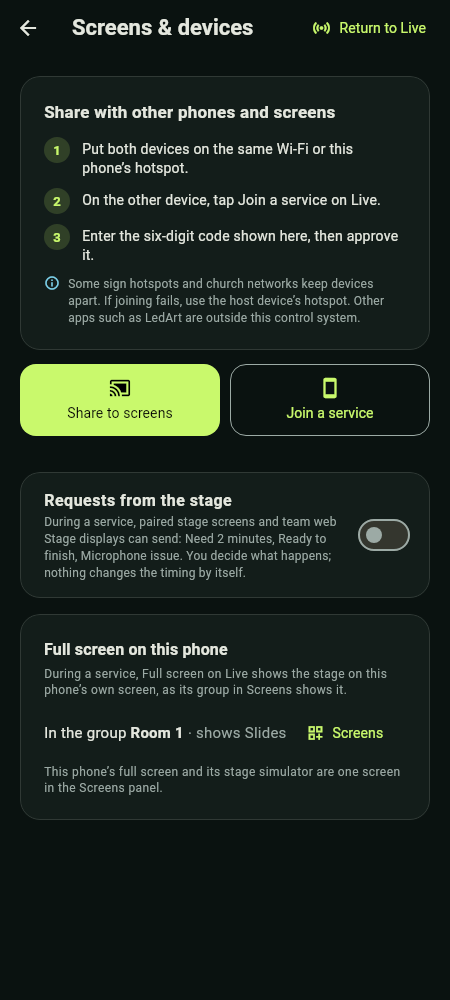 Screens & devices
Return to Live
Share with other phones and screens
1
Put both devices on the same Wi-Fi or this
phone's hotspot.
2
On the other device, tap Join a service on Live.
3
Enter the six-digit code shown here, then approve
it.
Some sign hotspots and church networks keep devices
apart. If joining fails, use the host device's hotspot. Other
apps such as LedArt are outside this control system.
Share to screens
Join a service
Requests from the stage
During a service, paired stage screens and team web
Stage displays can send: Need 2 minutes, Ready to
finish, Microphone issue. You decide what happens;
nothing changes the timing by itself.
Full screen on this phone
During a service, Full screen on Live shows the stage on this
phone's own screen, as its group in Screens shows it.
In the group Room 1 · shows Slides
Screens
This phone's full screen and its stage simulator are one screen
in the Screens panel.